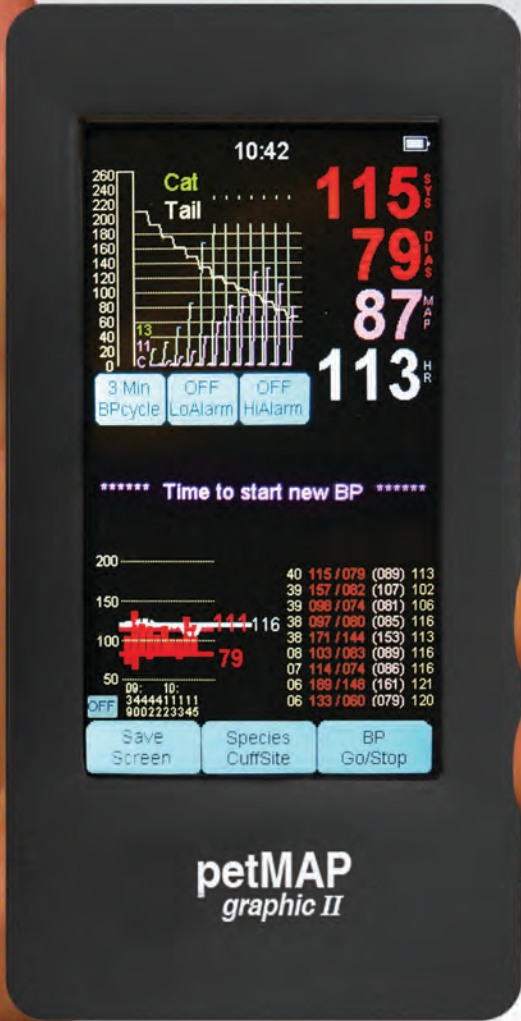 10:42
Cat
Tail
115 SYS
79 DIAS
87 MAP
113 HR
260
240
220
200
180
160
140
120
100
80
60
40
20
0
13
11
C
3 Min
BPcycle
OFF
LoAlarm
OFF
HiAlarm
****** Time to start new BP ******
200
150
100
50
111
116
79
09: 10:
34444111111
9002223345
OFF
40 115/079 (089) 113
39 157/082 (107) 102
39 098/074 (081) 106
38 097/080 (085) 116
38 171/144 (153) 113
08 103/083 (089) 116
07 114/074 (086) 116
06 189/148 (161) 121
06 133/060 (079) 120
Save
Screen
Species
CuffSite
BP
Go/Stop
petMAP
graphic II